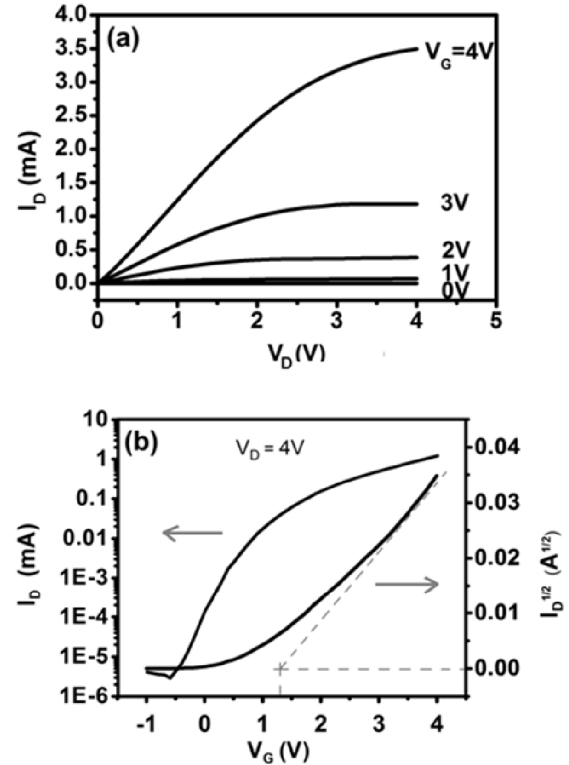 (a)
4.0
3.5
3.0
2.5
2.0
1.5
1.0
0.5
0.0
I_D (mA)
V_G=4V
3V
2V
1V
0V
0 1 2 3 4 5
V_D(V)
(b)
V_D = 4V
10
1
0.1
0.01
1E-3
1E-4
1E-5
1E-6
I_D (mA)
0.04
0.03
0.02
0.01
0.00
I_D^1/2 (A^1/2)
-1 0 1 2 3 4
V_G (V)